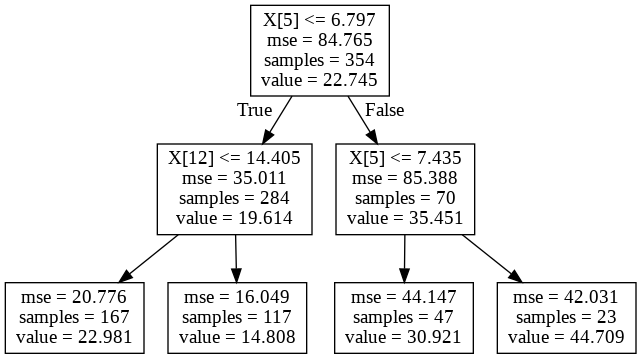 X[5] <= 6.797
mse = 84.765
samples = 354
value = 22.745
True
False
X[12] <= 14.405
mse = 35.011
samples = 284
value = 19.614
X[5] <= 7.435
mse = 85.388
samples = 70
value = 35.451
mse = 20.776
samples = 167
value = 22.981
mse = 16.049
samples = 117
value = 14.808
mse = 44.147
samples = 47
value = 30.921
mse = 42.031
samples = 23
value = 44.709